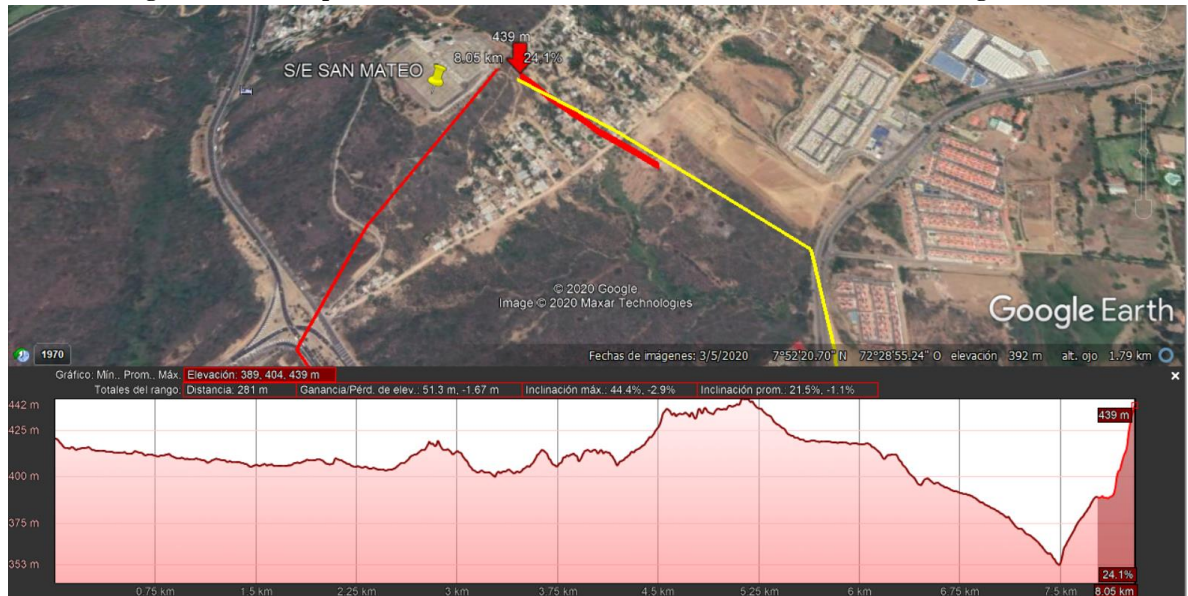 439 m
8.05 km 24.1%
S/E SAN MATEO
© 2020 Google
Image © 2020 Maxar Technologies
Google Earth
1970
Fechas de imágenes: 3/5/2020 7°52'20.70" N 72°28'55.24" O elevación 392 m alt. ojo 1.79 km
Gráfico: Mín., Prom., Máx. Elevación: 389, 404, 439 m
Totales del rango: Distancia: 281 m Ganancia/Pérd. de elev.: 51.3 m, -1.67 m Inclinación máx.: 44.4%, -2.9% Inclinación prom.: 21.5%, -1.1%
442 m
439 m
425 m
400 m
375 m
353 m
24.1%
0.75 km 1.5 km 2.25 km 3 km 3.75 km 4.5 km 5.25 km 6 km 6.75 km 7.5 km 8.05 km